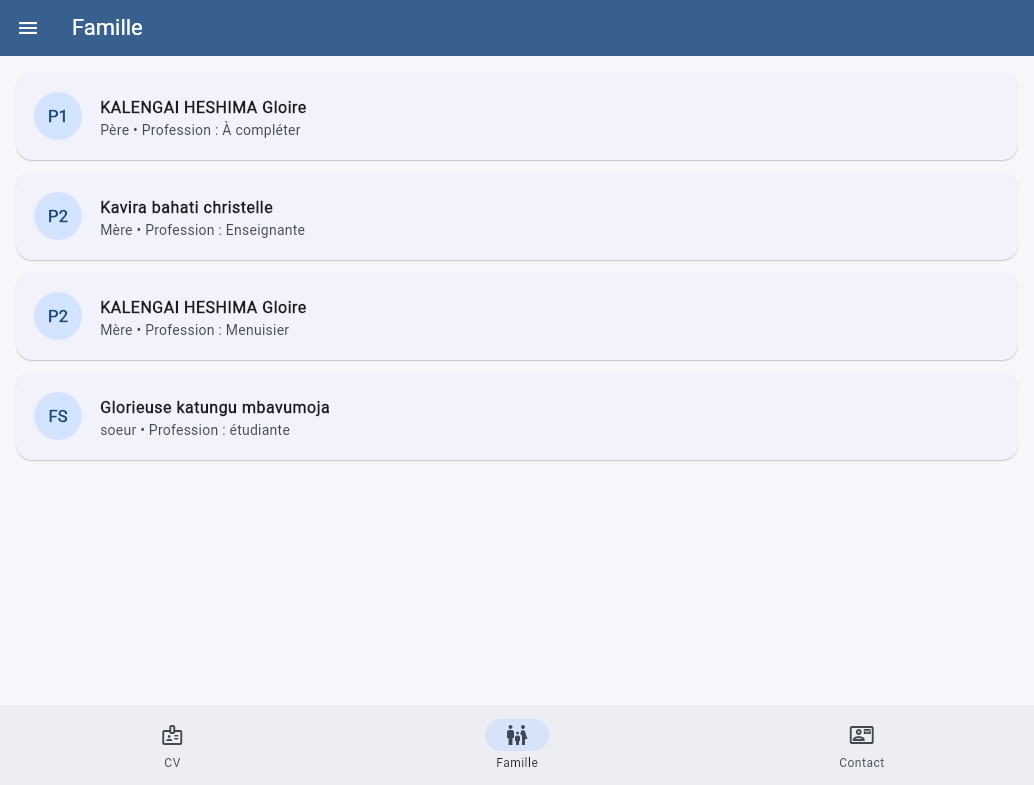 Famille
P1
KALENGAI HESHIMA Gloire
Père • Profession : À compléter
P2
Kavira bahati christelle
Mère • Profession : Enseignante
P2
KALENGAI HESHIMA Gloire
Mère • Profession : Menuisier
FS
Glorieuse katungu mbavumoja
soeur • Profession : étudiante
CV
Famille
Contact